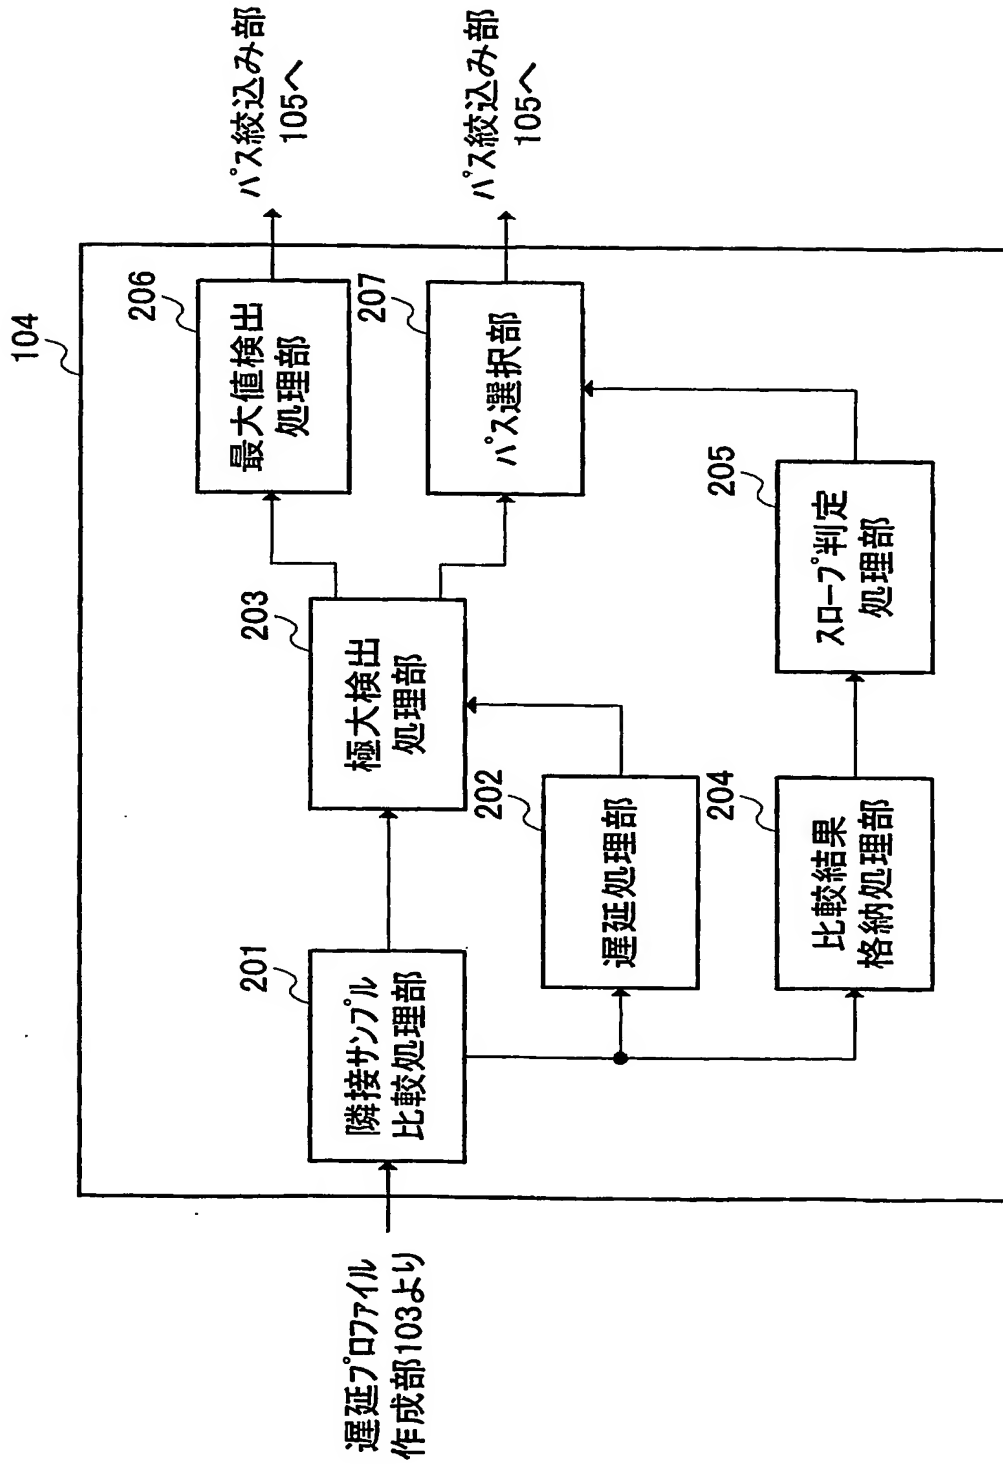 104
遅延プロファイル
作成部103より
201
隣接サンプル
比較処理部
202
遅延処理部
203
極大検出
処理部
204
比較結果
格納処理部
205
スロープ判定
処理部
206
最大値検出
処理部
207
パス選択部
パス絞込み部
105へ
パス絞込み部
105へ